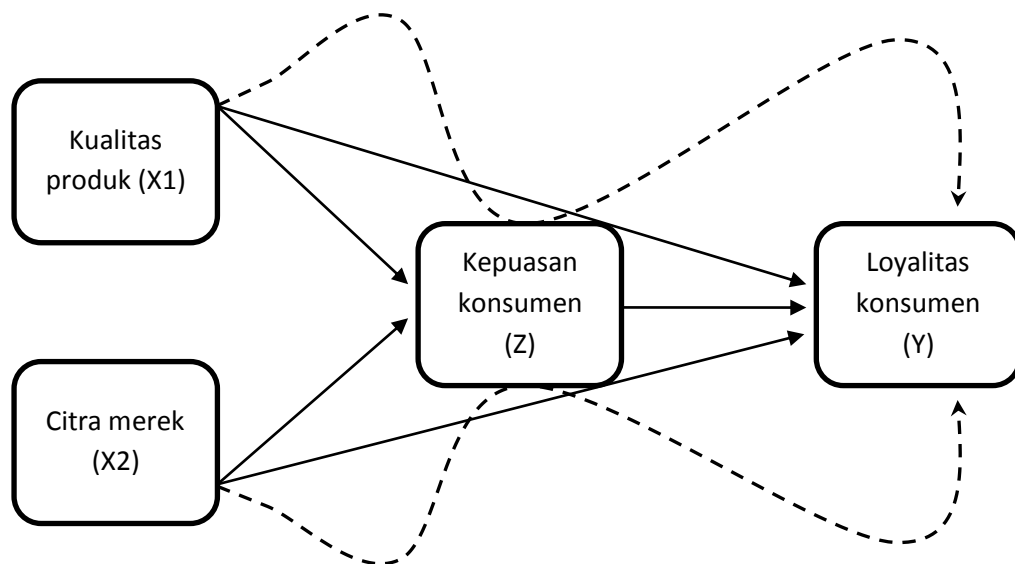 Kualitas
produk (X1)
Kepuasan
konsumen
(Z)
Loyalitas
konsumen
(Y)
Citra merek
(X2)